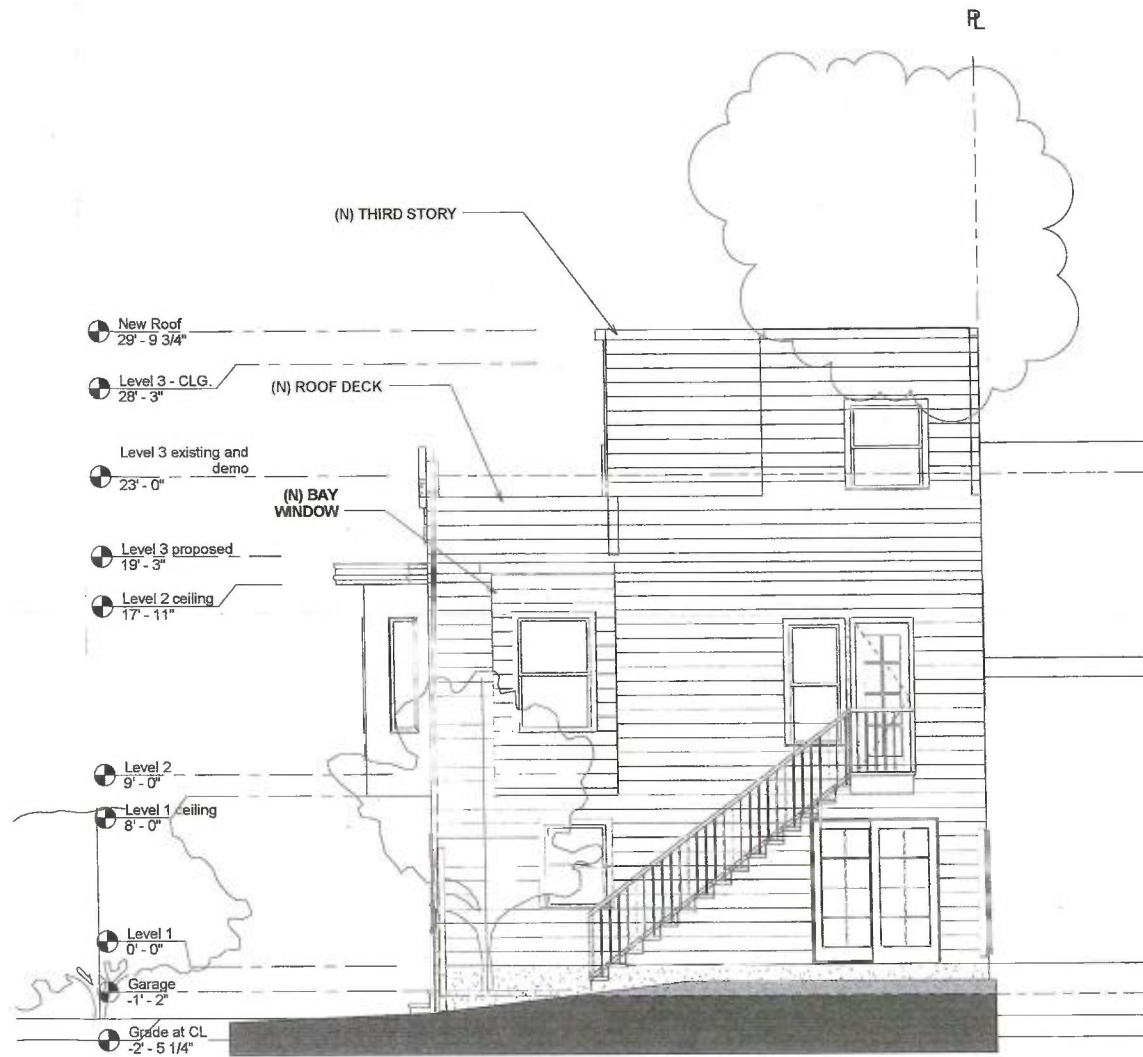 PL
(N) THIRD STORY
New Roof
29' - 9 3/4"
Level 3 - CLG.
28' - 3"
(N) ROOF DECK
Level 3 existing and
demo
23' - 0"
(N) BAY
WINDOW
Level 3 proposed
19' - 3"
Level 2 ceiling
17' - 11"
Level 2
9' - 0"
Level 1 ceiling
8' - 0"
Level 1
0' - 0"
Garage
-1' - 2"
Grade at CL
-2' - 5 1/4"